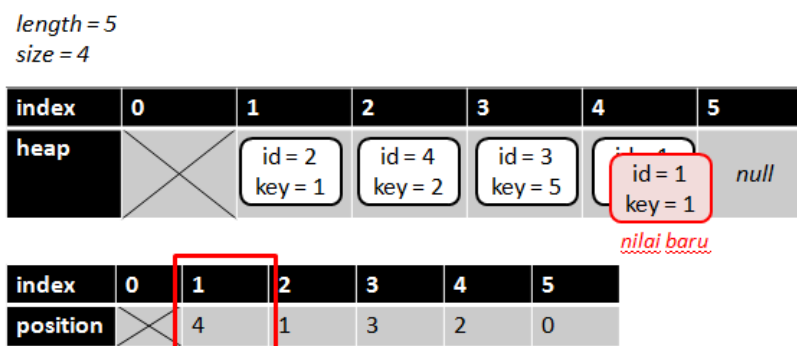 length = 5
size = 4
index 0 1 2 3 4 5
heap id = 2 key = 1 id = 4 key = 2 id = 3 key = 5 id = 1 key = 1 null
nilai baru
index 0 1 2 3 4 5
position 4 1 3 2 0